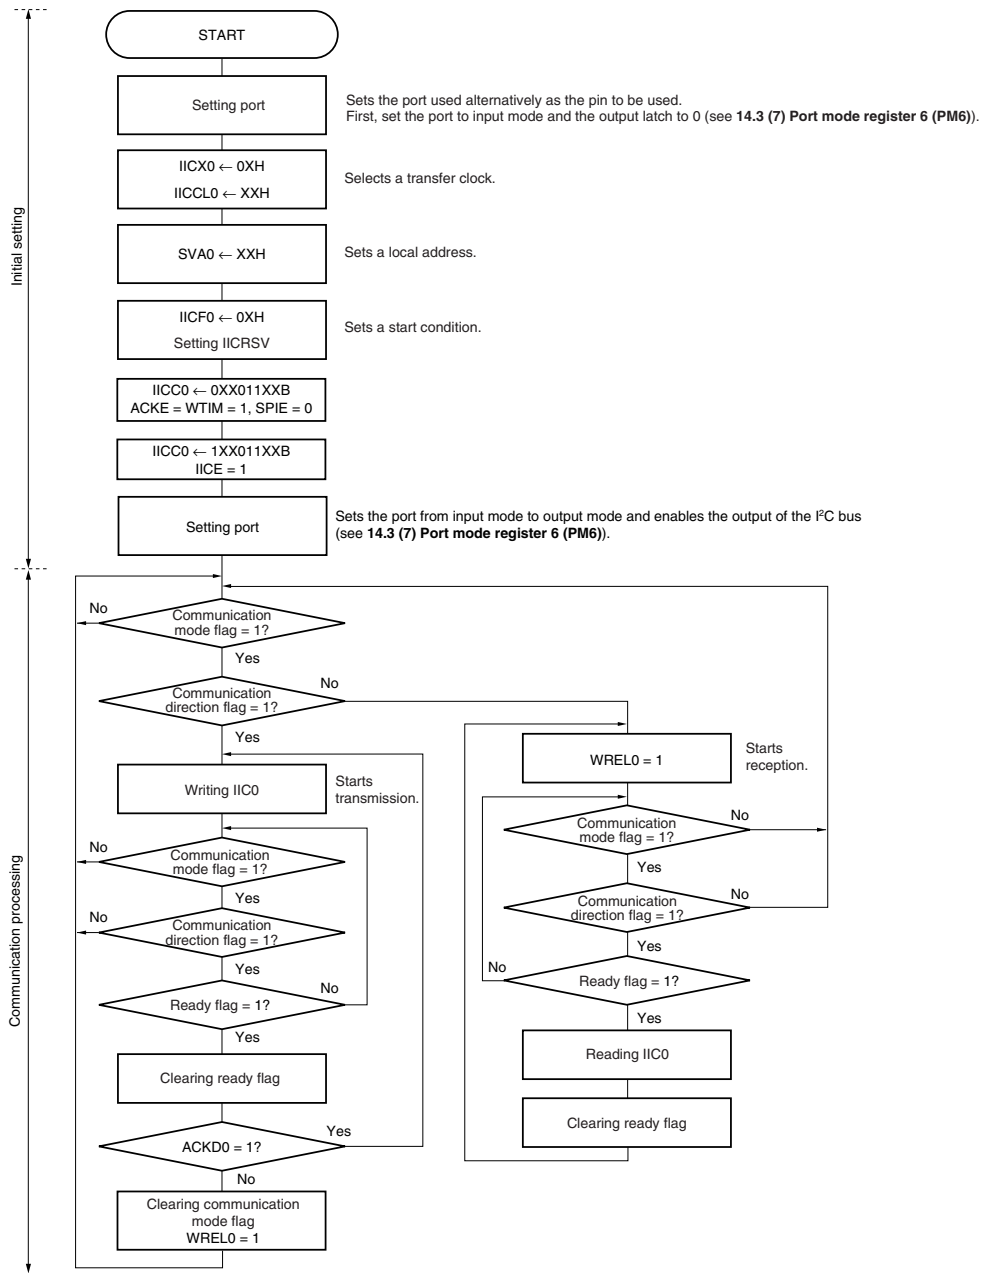 START
Setting port
Sets the port used alternatively as the pin to be used.
First, set the port to input mode and the output latch to 0 (see 14.3 (7) Port mode register 6 (PM6)).
IICX0 ← 0XH
IICCL0 ← XXH
Selects a transfer clock.
SVA0 ← XXH
Sets a local address.
IICF0 ← 0XH
Setting IICRSV
Sets a start condition.
IICC0 ← 0XX011XXB
ACKE = WTIM = 1, SPIE = 0
IICC0 ← 1XX011XXB
IICE = 1
Setting port
Sets the port from input mode to output mode and enables the output of the I²C bus
(see 14.3 (7) Port mode register 6 (PM6)).
Initial setting
Communication processing
No
Communication
mode flag = 1?
Yes
No
Communication
direction flag = 1?
Yes
Writing IIC0
Starts
transmission.
No
Communication
mode flag = 1?
Yes
No
Communication
direction flag = 1?
Yes
No
Ready flag = 1?
Yes
Clearing ready flag
Yes
ACKD0 = 1?
No
Clearing communication
mode flag
WREL0 = 1
WREL0 = 1
Starts
reception.
No
Communication
mode flag = 1?
Yes
No
Communication
direction flag = 1?
Yes
No
Ready flag = 1?
Yes
Reading IIC0
Clearing ready flag